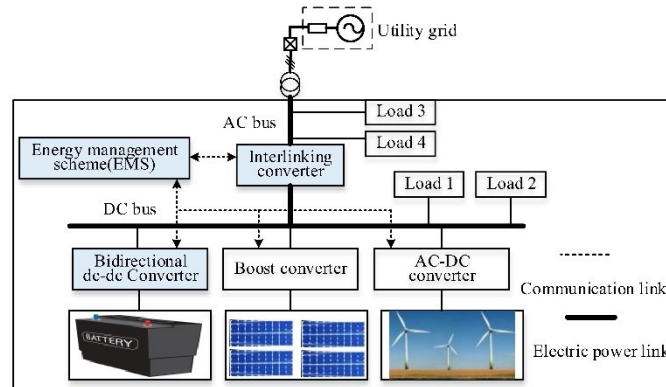 Utility grid
AC bus
Load 3
Load 4
Energy management
scheme(EMS)
Interlinking
converter
Load 1
Load 2
DC bus
Bidirectional
dc-dc Converter
Boost converter
AC-DC
converter
Communication link
BATTERY
Electric power link